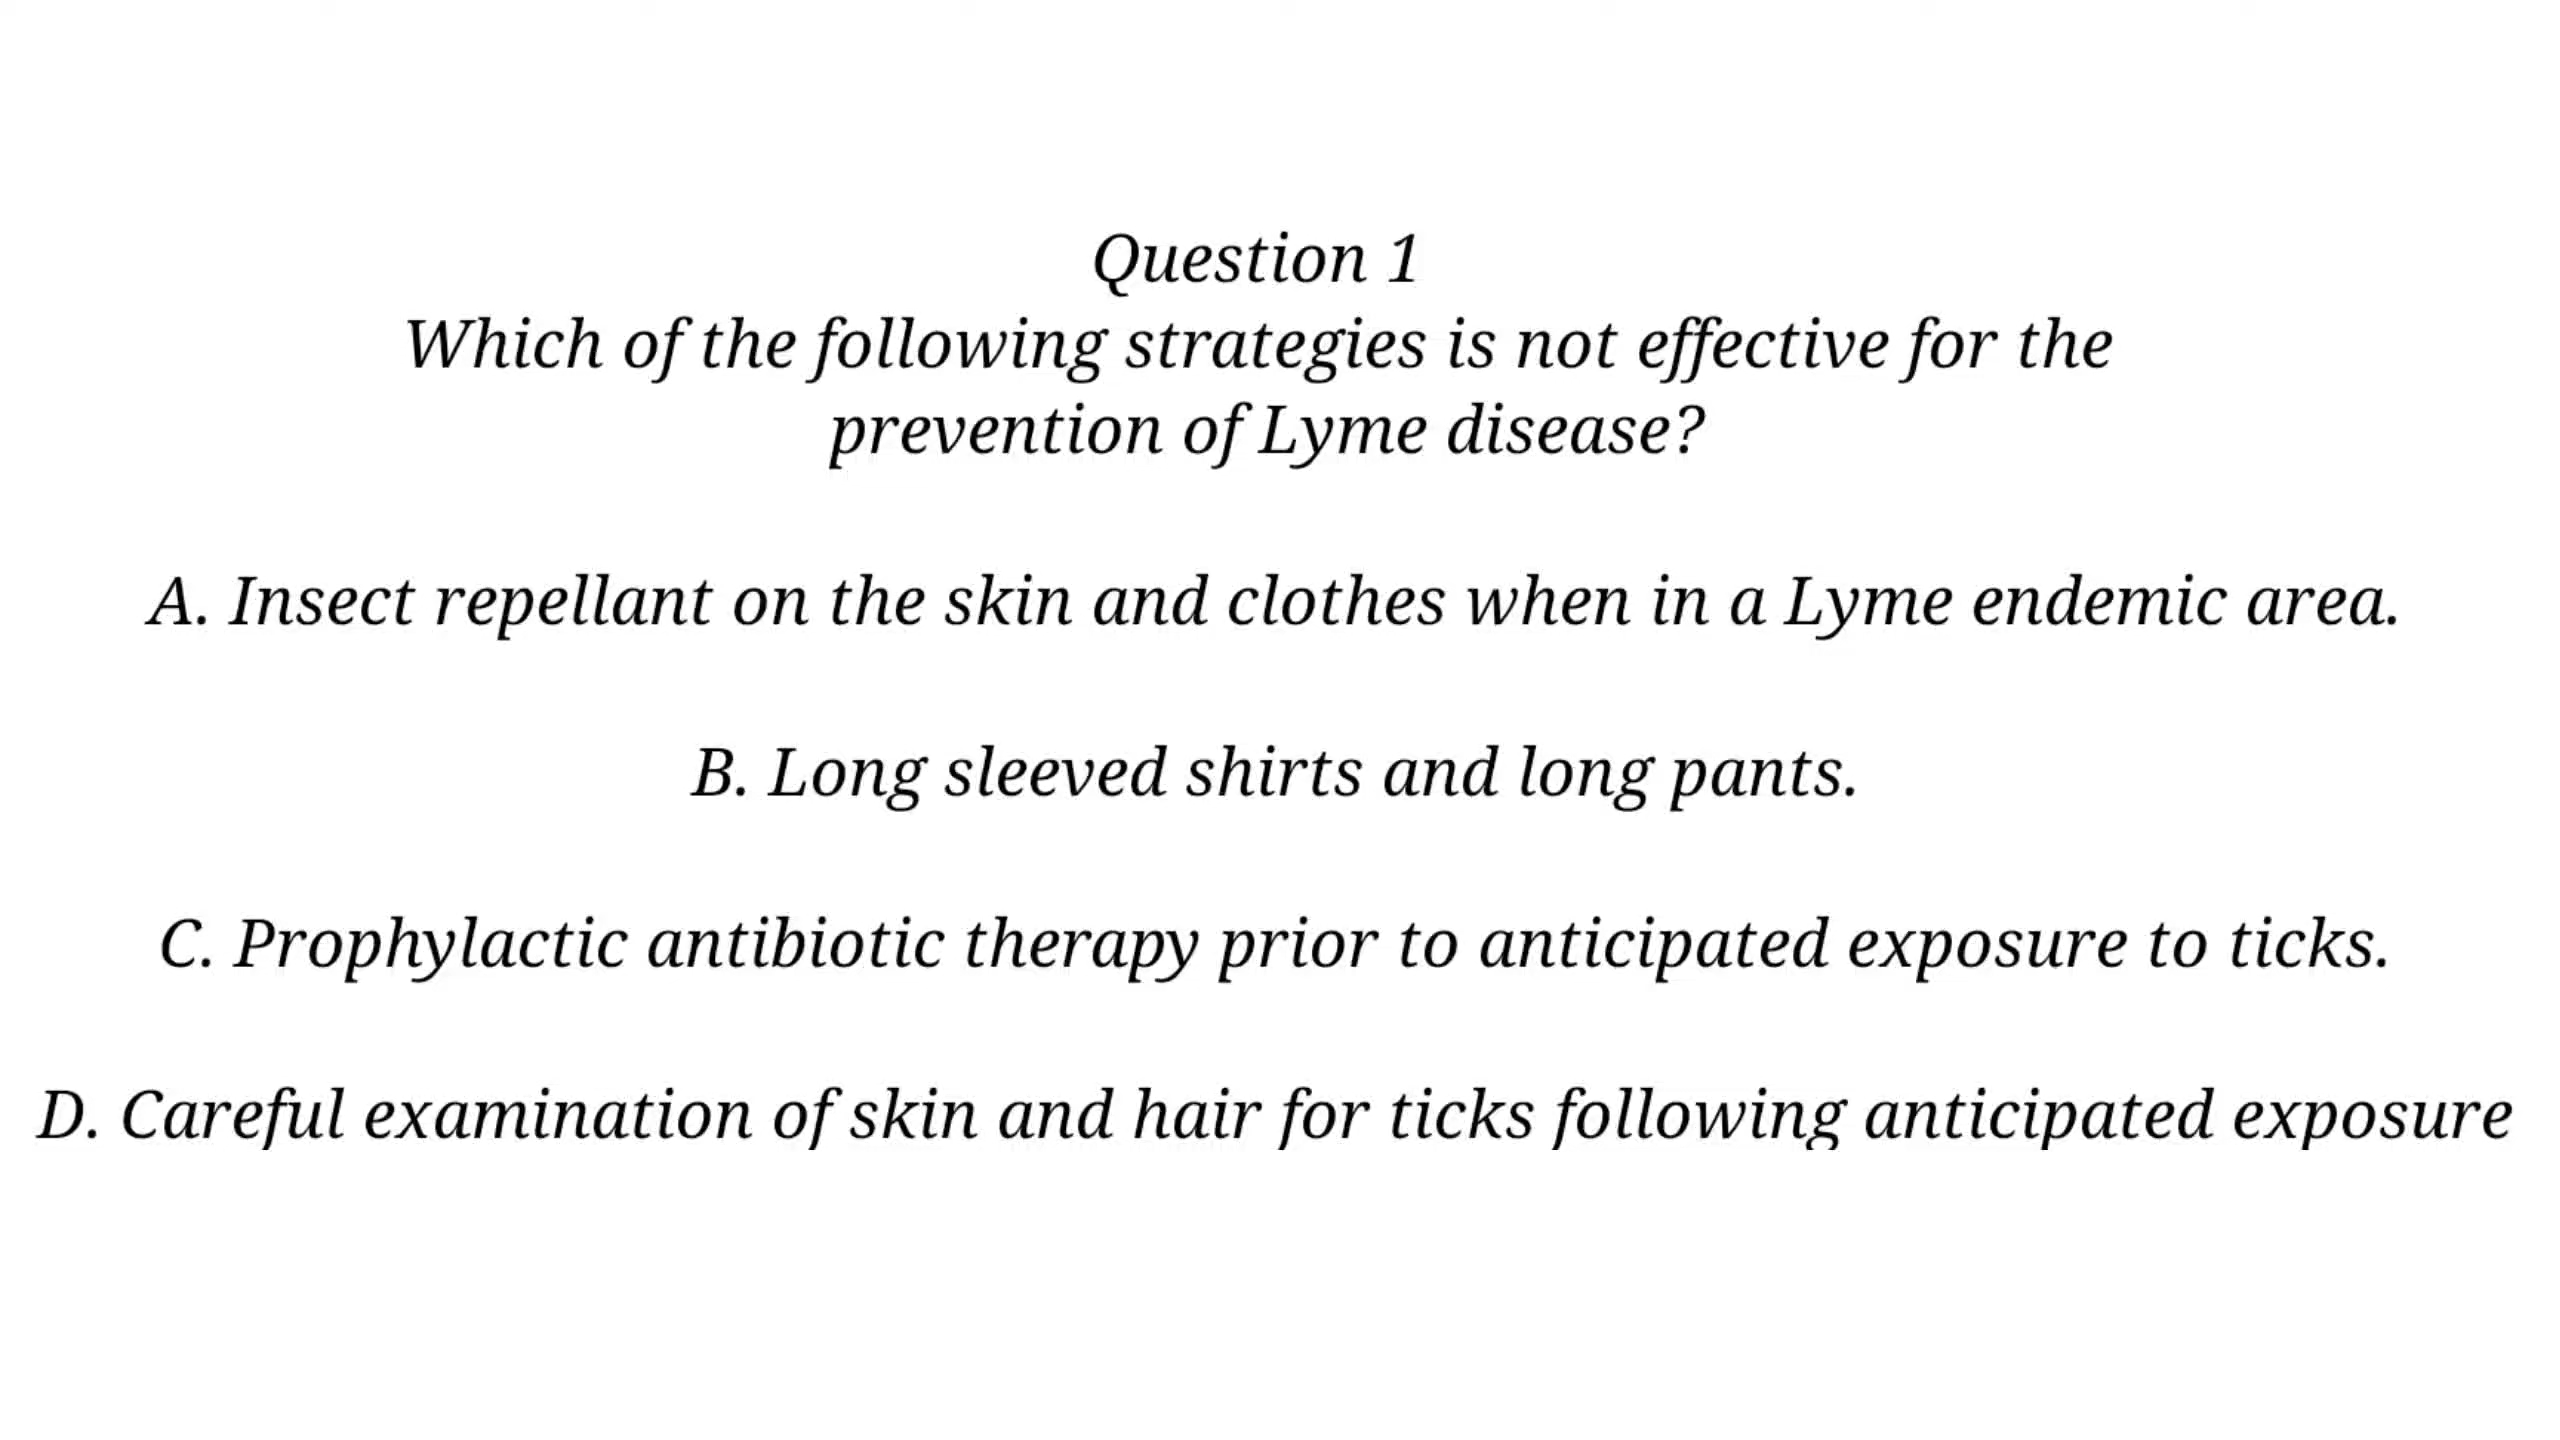 Question 1
Which of the following strategies is not effective for the
prevention of Lyme disease?
A. Insect repellant on the skin and clothes when in a Lyme endemic area.
B. Long sleeved shirts and long pants.
C. Prophylactic antibiotic therapy prior to anticipated exposure to ticks.
D. Careful examination of skin and hair for ticks following anticipated exposure